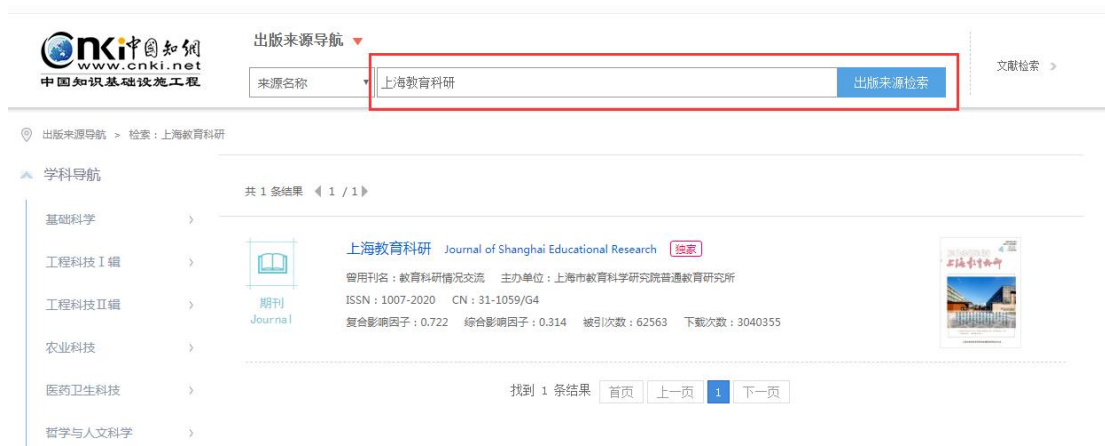 cnki中国知网
www.cnki.net
中国知识基础设施工程
出版来源导航 ▼
来源名称
上海教育科研
出版来源检索
文献检索 >
出版来源导航 > 检索：上海教育科研
学科导航
共 1 条结果 1 / 1
基础科学 >
工程科技Ⅰ辑 >
工程科技Ⅱ辑 >
农业科技 >
医药卫生科技 >
哲学与人文科学 >
期刊
Journal
上海教育科研 Journal of Shanghai Educational Research 独家
曾用刊名：教育科研情况交流 主办单位：上海市教育科学研究院普通教育研究所
ISSN：1007-2020 CN：31-1059/G4
复合影响因子：0.722 综合影响因子：0.314 被引次数：62563 下载次数：3040355
上海教育科研
找到 1 条结果 首页 上一页 1 下一页